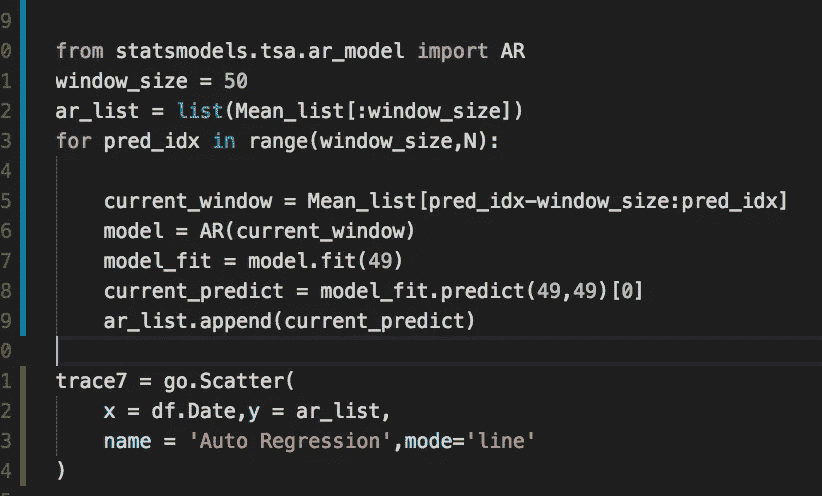 9
0 from statsmodels.tsa.ar_model import AR
1 window_size = 50
2 ar_list = list(Mean_list[:window_size])
3 for pred_idx in range(window_size,N):
4
5 current_window = Mean_list[pred_idx-window_size:pred_idx]
6 model = AR(current_window)
7 model_fit = model.fit(49)
8 current_predict = model_fit.predict(49,49)[0]
9 ar_list.append(current_predict)
0
1 trace7 = go.Scatter(
2 x = df.Date,y = ar_list,
3 name = 'Auto Regression',mode='line'
4 )